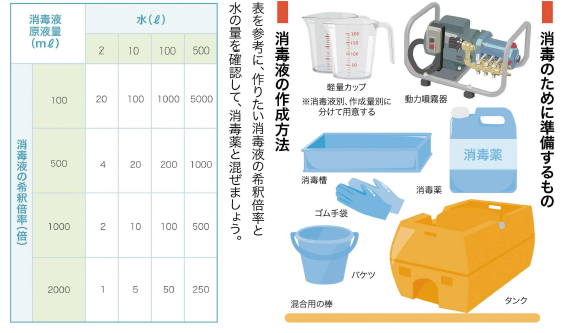 消毒のために準備するもの
軽量カップ
※消毒液別、作成量別に
分けて用意する
動力噴霧器
消毒槽
消毒薬
消毒薬
ゴム手袋
バケツ
タンク
混合用の棒
消毒液の作成方法
表を参考に、作りたい消毒液の希釈倍率と
水の量を確認して、消毒薬と混ぜましょう。
消毒液
原液量
(mℓ)
水(ℓ)
2 10 100 500
消毒液の希釈倍率(倍)
100 20 100 1000 5000
500 4 20 200 1000
1000 2 10 100 500
2000 1 5 50 250